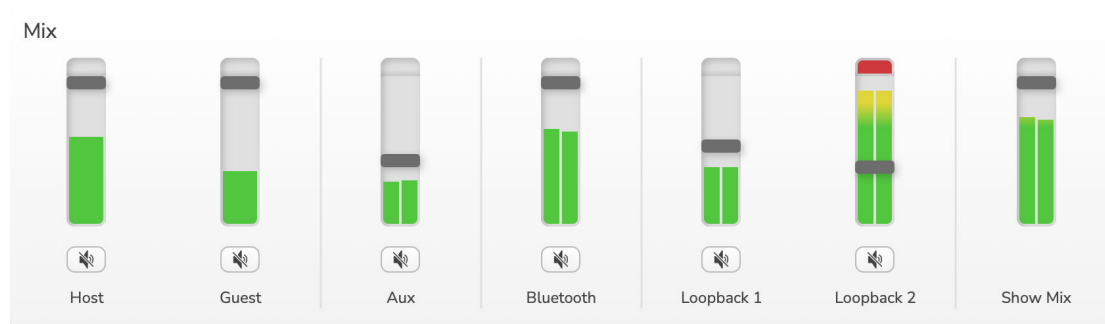 Mix
Host
Guest
Aux
Bluetooth
Loopback 1
Loopback 2
Show Mix